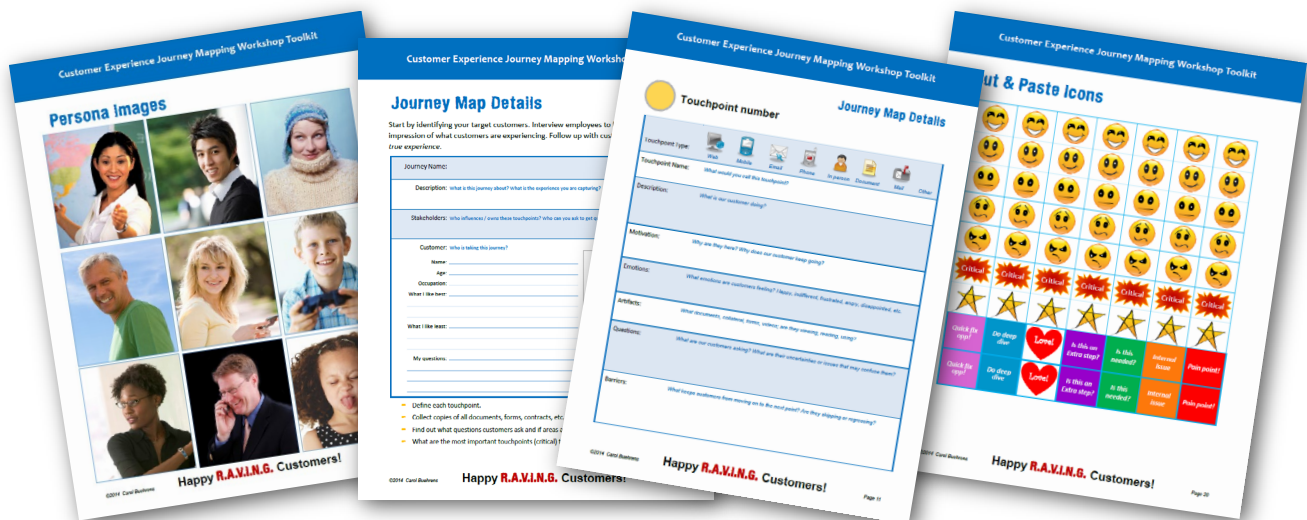 Customer Experience Journey Mapping Workshop Toolkit
Persona Images
©2014 Carol Buehrens
Happy R.A.V.I.N.G. Customers!
Customer Experience Journey Mapping Worksho
Journey Map Details
Start by identifying your target customers. Interview employees to
impression of what customers are experiencing. Follow up with cus
true experience.
Journey Name:
Description: What is this journey about? What is the experience you are capturing?
Stakeholders: Who influences / owns these touchpoints? Who can you ask to get
Customer: Who is taking this journey?
Name:
Age:
Occupation:
What I like best:
What I like least:
My questions:
– Define each touchpoint.
– Collect copies of all documents, forms, contracts, etc.
– Find out what questions customers ask and if areas
– What are the most important touchpoints (critical)
©2014 Carol Buehrens
Happy R.A.V.I.N.G. Customers!
Customer Experience Journey Mapping Workshop Toolkit
Touchpoint number
Journey Map Details
Touchpoint Type:
Web
Mobile
Email
Phone
In person
Document
Mail
Other
Touchpoint Name: What would you call this touchpoint?
Description: What is our customer doing?
Motivation: Why are they here? Why does our customer keep going?
Emotions: What emotions are customers feeling? Happy, indifferent, frustrated, angry, disappointed, etc.
Artifacts: What documents, collateral, forms, videos, are they viewing, reading, using?
Questions: What are our customers asking? What are their uncertainties or issues that may confuse them?
Barriers: What keeps customers from moving on to the next point? Are they skipping or regressing?
©2014 Carol Buehrens
Happy R.A.V.I.N.G. Customers!
Page 11
Customer Experience Journey Mapping Workshop Toolkit
ut & Paste Icons
Critical Critical Critical Critical Critical Critical Critical
Quick fix opp?
Do deep dive
Love!
Is this an Extra step?
Is this needed?
Internal Issue
Pain point!
Quick fix opp?
Do deep dive
Love!
Is this an Extra step?
Is this needed?
Internal Issue
Pain point!
Carol Buehrens
Happy R.A.V.I.N.G. Customers!
Page 20